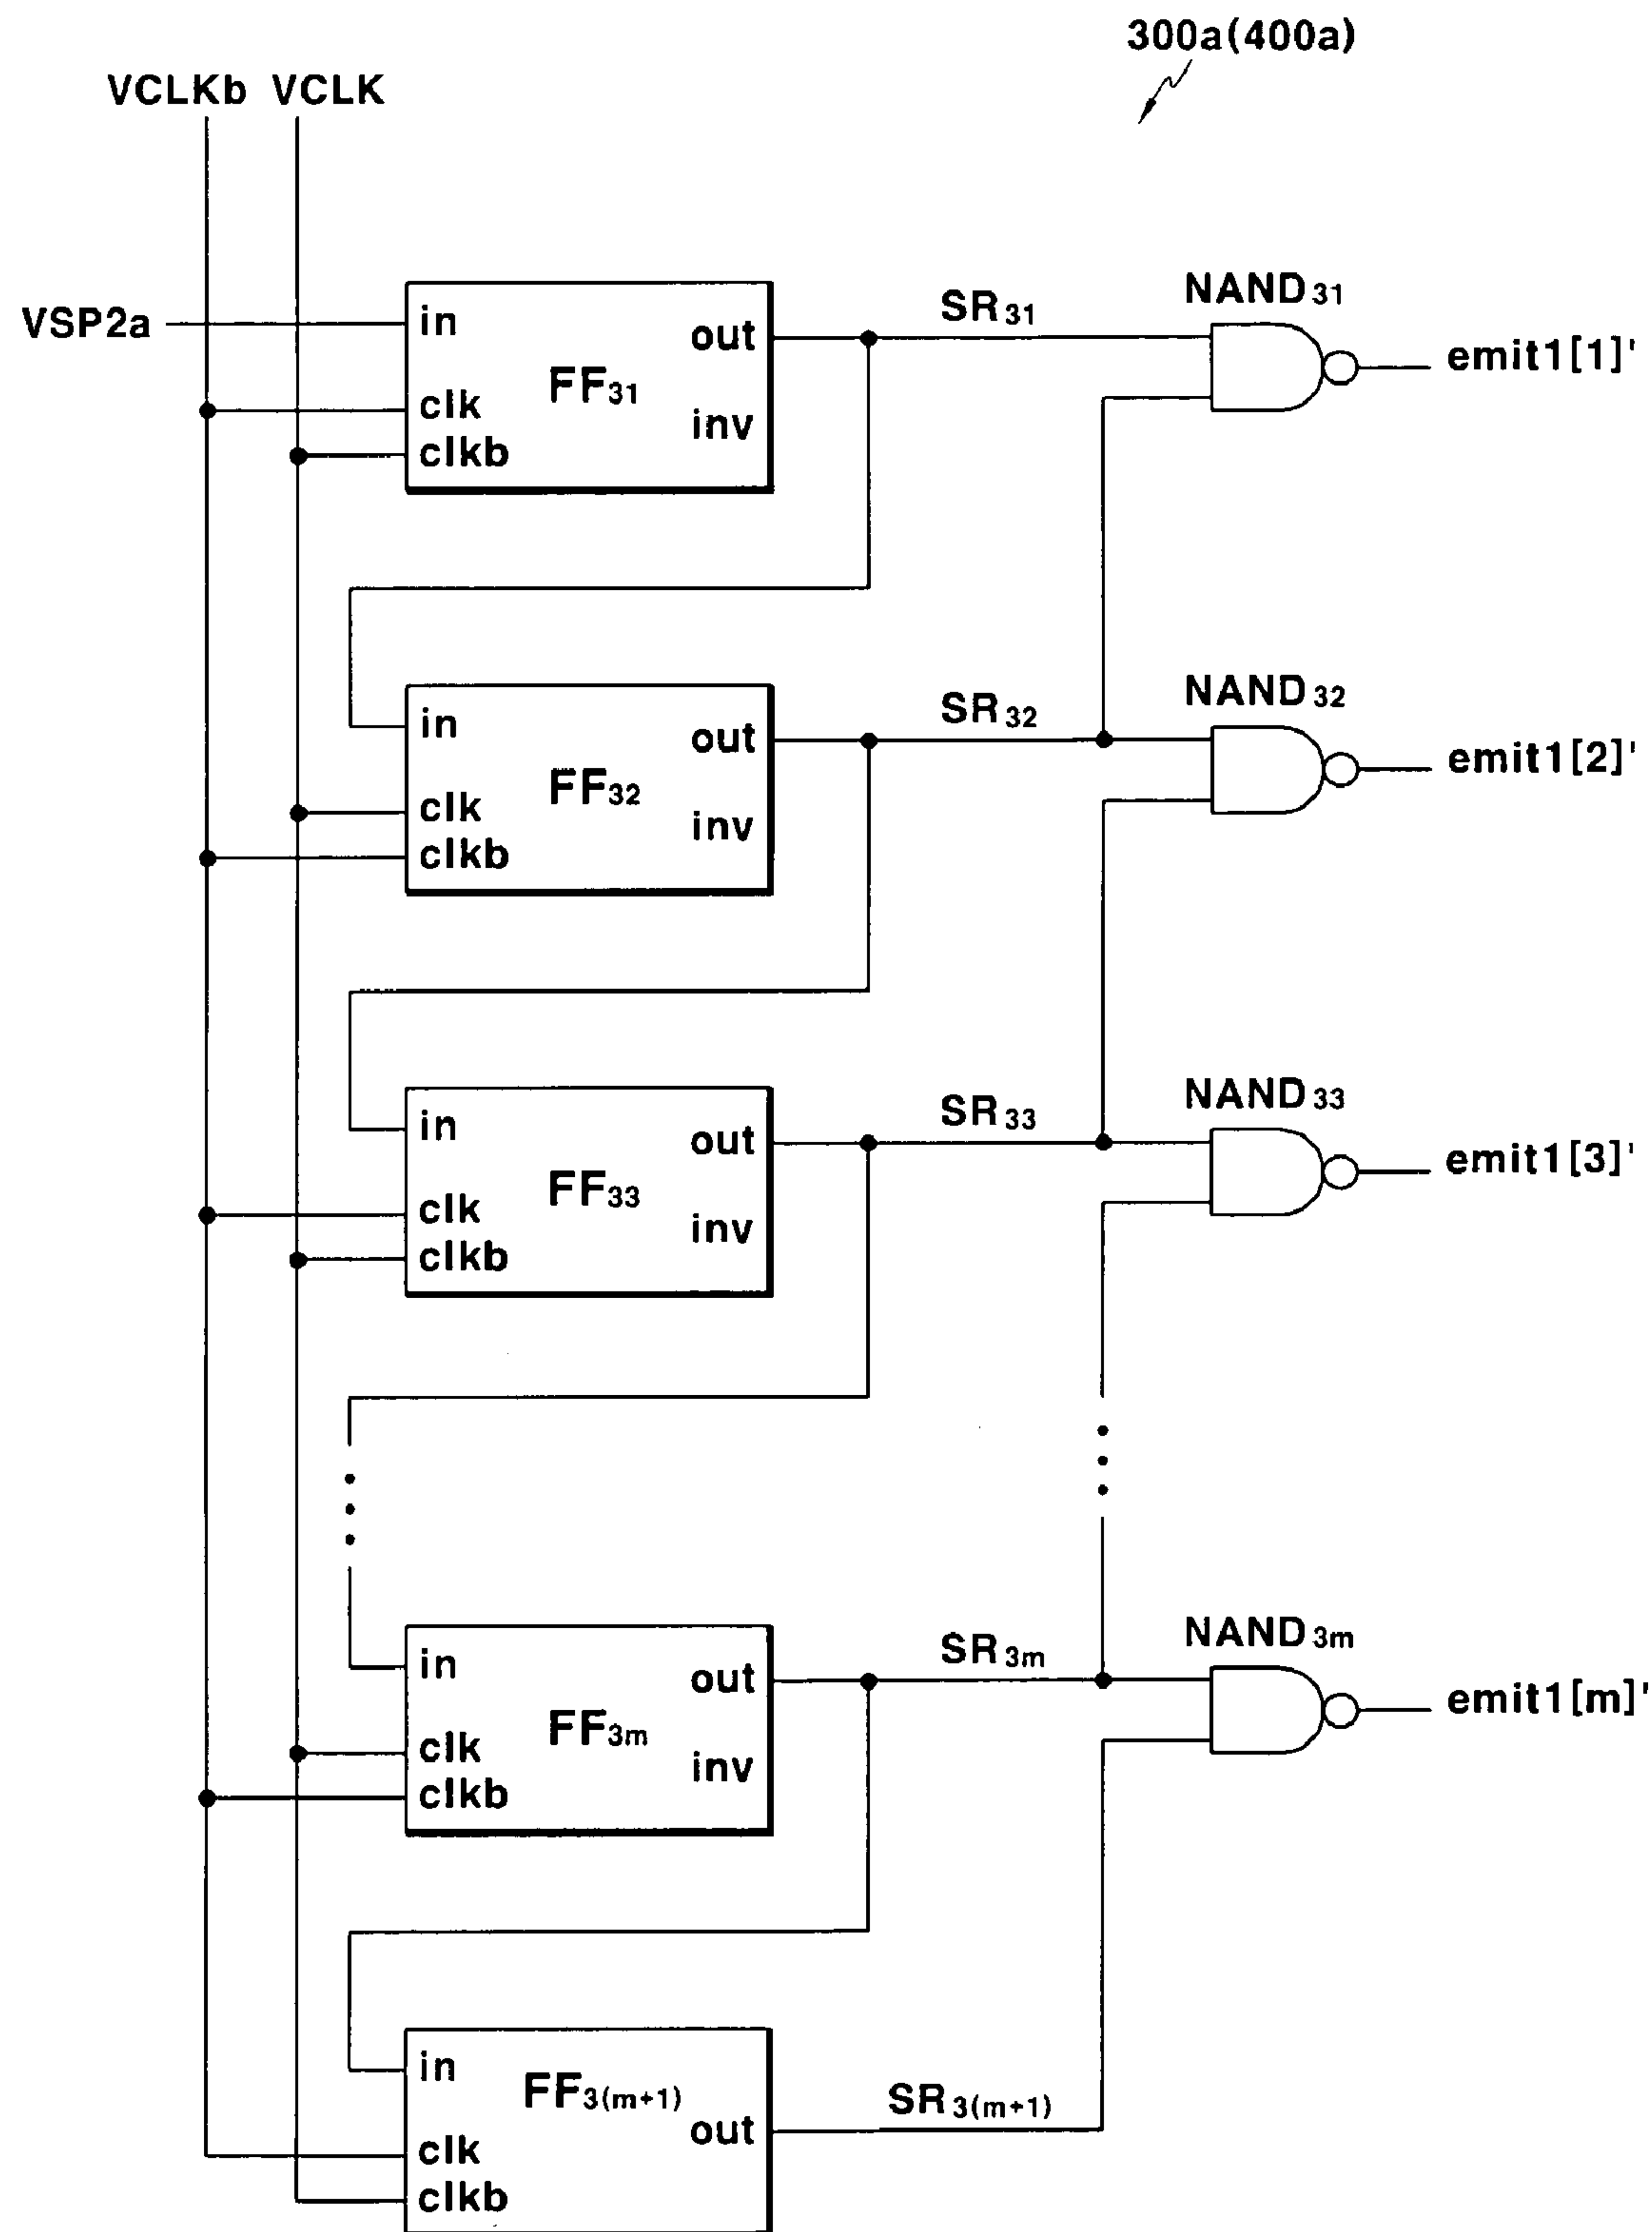 300a(400a)
VCLKb VCLK
VSP2a
in
out
FF31
clk
inv
clkb
SR31
NAND31
emit1[1]'
in
out
FF32
clk
inv
clkb
SR32
NAND32
emit1[2]'
in
out
FF33
clk
inv
clkb
SR33
NAND33
emit1[3]'
in
out
FF3m
clk
inv
clkb
SR3m
NAND3m
emit1[m]'
in
FF3(m+1)
out
clk
clkb
SR3(m+1)